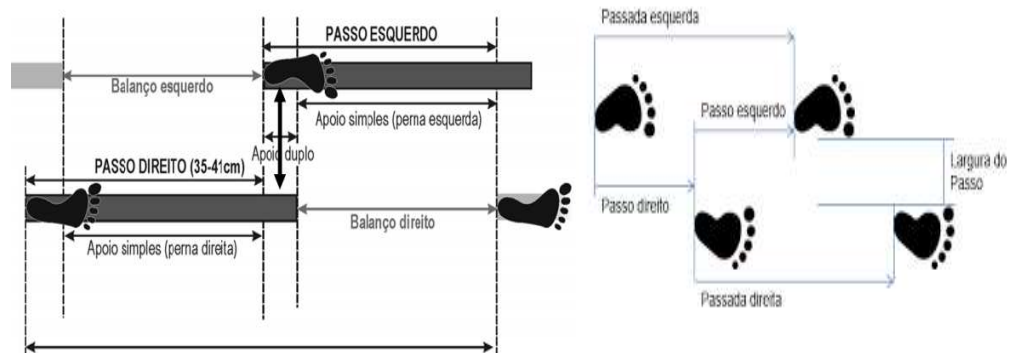 PASSO ESQUERDO
Balanço esquerdo
Apoio simples (perna esquerda)
Apoio duplo
PASSO DIREITO (35-41cm)
Balanço direito
Apoio simples (perna direita)
Passada esquerda
Passo esquerdo
Largura do
Passo
Passo direito
Passada direita